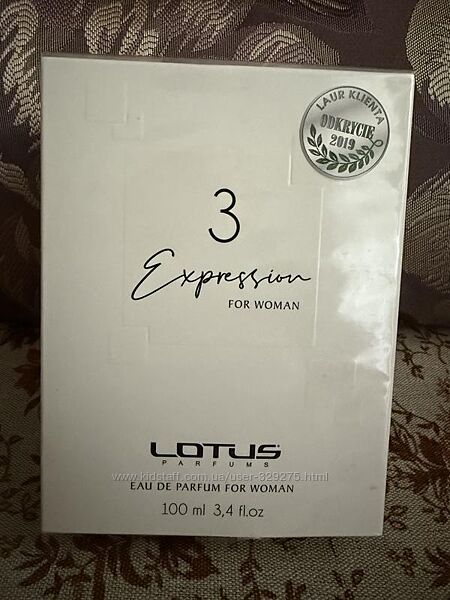 LAUR KLIENTA
ODKRYCIE
2019
3
Expression
FOR WOMAN
LOTUS®
PARFUMS
www.kidstaff.com.ua/user-329275.html
EAU DE PARFUM FOR WOMAN
100 ml 3,4 fl.oz